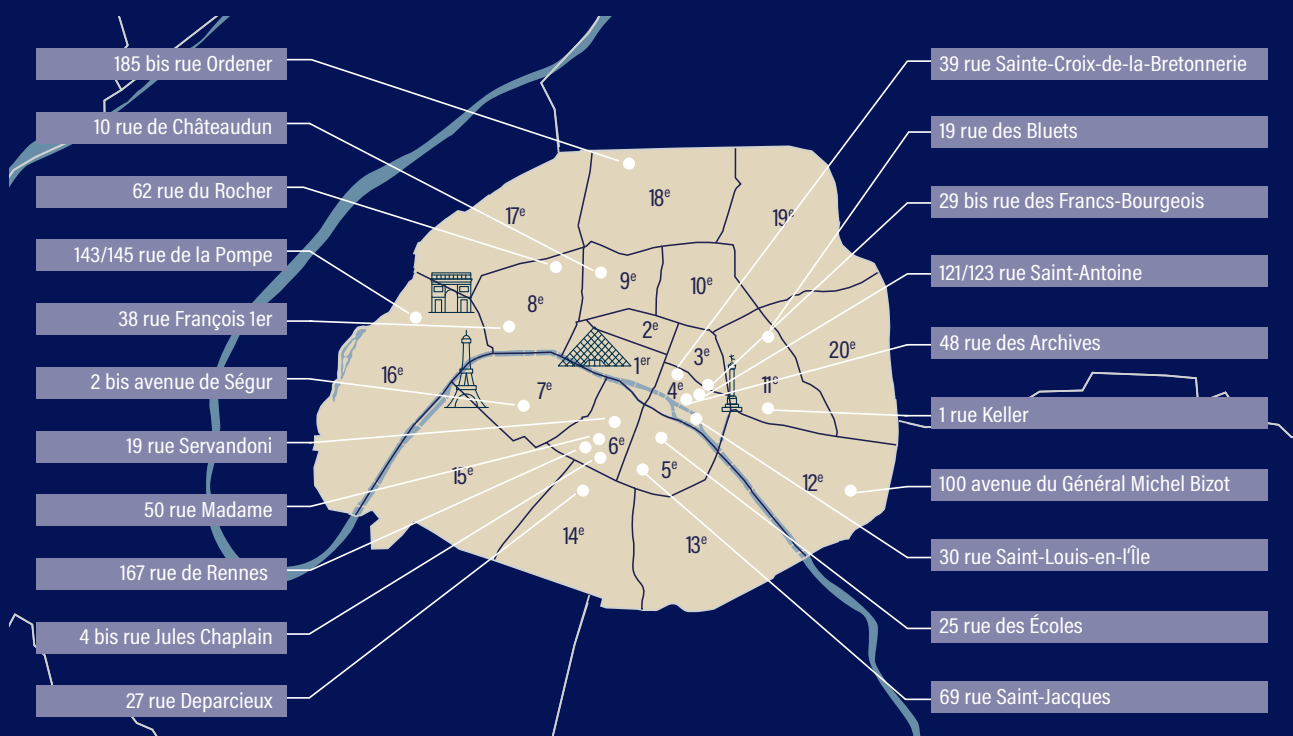 185 bis rue Ordener
10 rue de Châteaudun
62 rue du Rocher
143/145 rue de la Pompe
38 rue François 1er
2 bis avenue de Ségur
19 rue Servandoni
50 rue Madame
167 rue de Rennes
4 bis rue Jules Chaplain
27 rue Deparcieux
18e
17e
19e
9e
10e
8e
2e
3e
20e
1er
16e
7e
4e
11e
6e
5e
15e
12e
14e
13e
39 rue Sainte-Croix-de-la-Bretonnerie
19 rue des Bluets
29 bis rue des Francs-Bourgeois
121/123 rue Saint-Antoine
48 rue des Archives
1 rue Keller
100 avenue du Général Michel Bizot
30 rue Saint-Louis-en-l'Île
25 rue des Écoles
69 rue Saint-Jacques